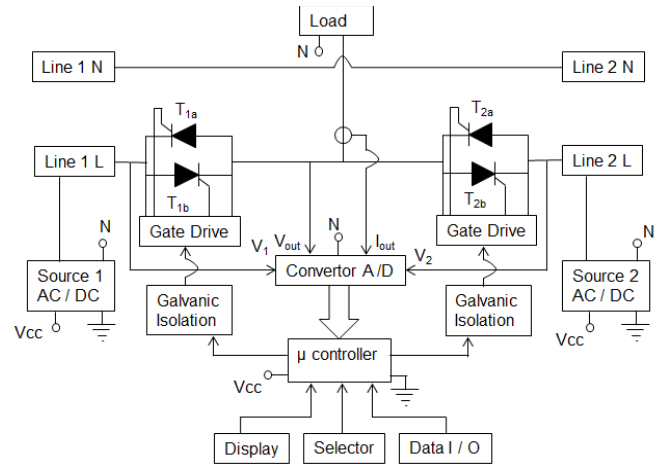 Load
N
Line 1 N
Line 2 N
T1a
T2a
Line 1 L
Line 2 L
T1b
T2b
Gate Drive
Gate Drive
N
N
N
V1
Vout
Iout
V2
Source 1
AC / DC
Convertor A/D
Source 2
AC / DC
Galvanic
Isolation
Galvanic
Isolation
Vcc
Vcc
μ controller
Vcc
Display
Selector
Data I / O